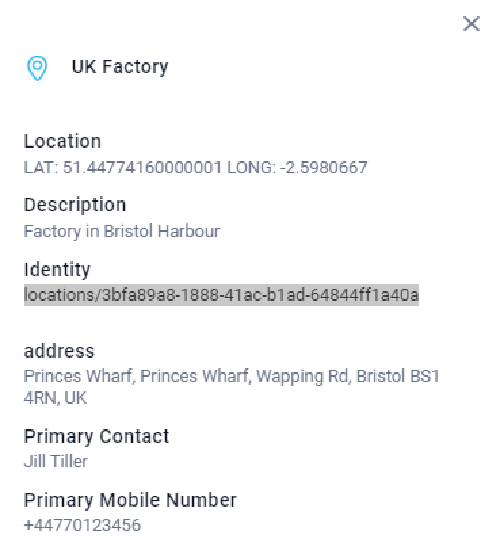 UK Factory
Location
LAT: 51.44774160000001 LONG: -2.5980667
Description
Factory in Bristol Harbour
Identity
locations/3bfa89a8-1888-41ac-b1ad-64844ff1a40a
address
Princes Wharf, Princes Wharf, Wapping Rd, Bristol BS1
4RN, UK
Primary Contact
Jill Tiller
Primary Mobile Number
+44770123456